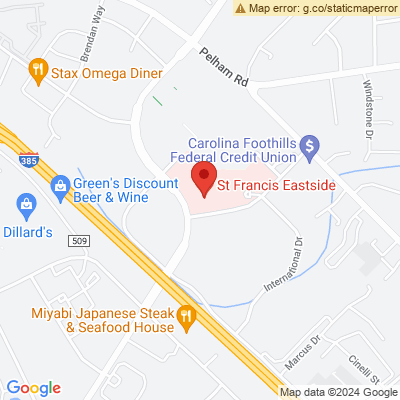 Map error: g.co/staticmaperror
Brendan Way
Pelham Rd
Stax Omega Diner
Windstone Dr
Carolina Foothills
Federal Credit Union
$
385
Green's Discount
Beer & Wine
St Francis Eastside
Dillard's
509
International Dr
Miyabi Japanese Steak
& Seafood House
Marcus Dr
Cinelli St
Google
Map data ©2024 Google